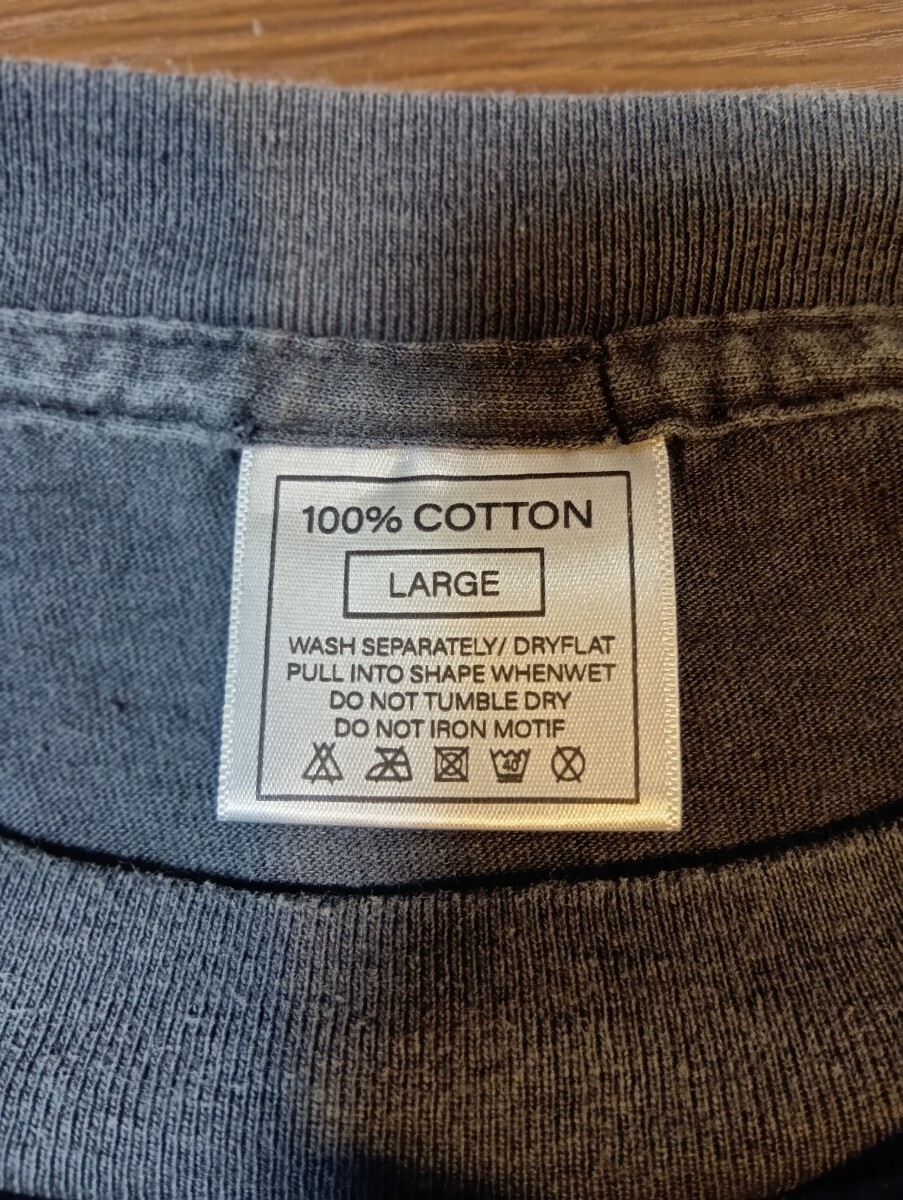 100% COTTON
LARGE
WASH SEPARATELY/ DRYFLAT
PULL INTO SHAPE WHENWET
DO NOT TUMBLE DRY
DO NOT IRON MOTIF
40